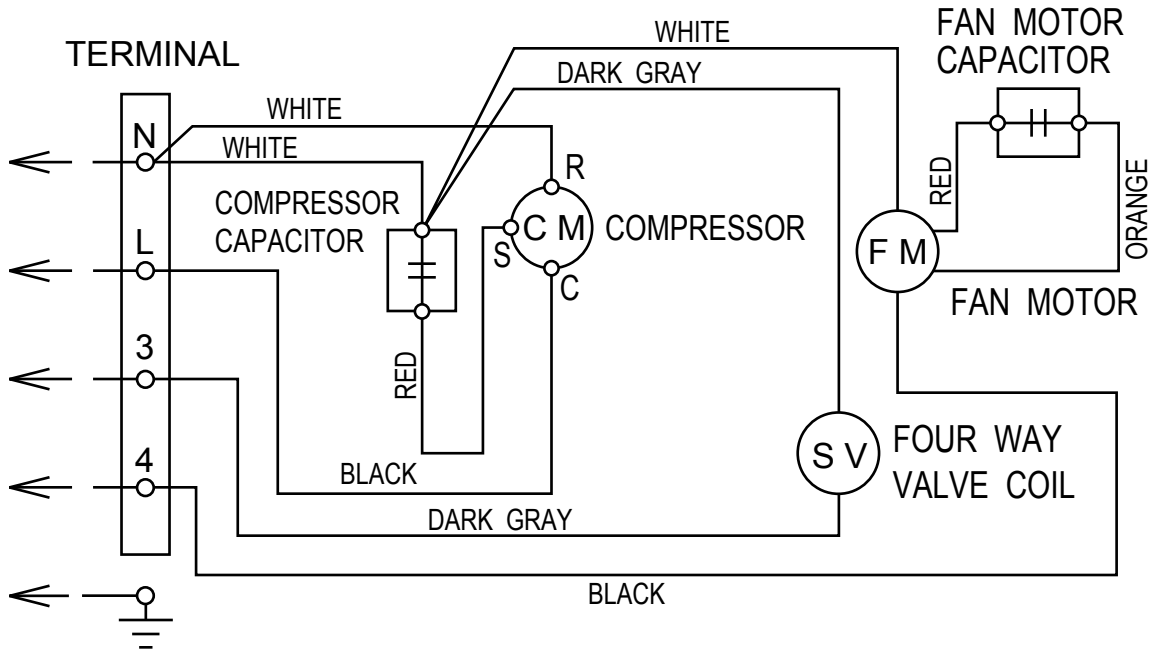 WHITE
FAN MOTOR
CAPACITOR
TERMINAL
DARK GRAY
WHITE
N
WHITE
R
RED
ORANGE
COMPRESSOR
CAPACITOR
S
C M
COMPRESSOR
L
F M
C
FAN MOTOR
3
RED
4
FOUR WAY
VALVE COIL
S V
BLACK
DARK GRAY
BLACK